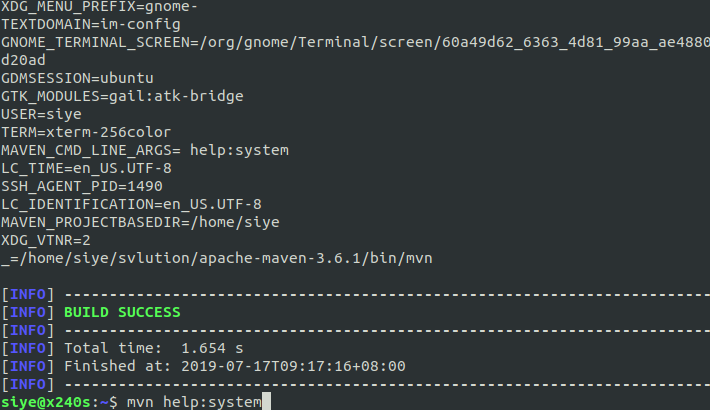 XDG_MENU_PREFIX=gnome-
TEXTDOMAIN=im-config
GNOME_TERMINAL_SCREEN=/org/gnome/Terminal/screen/60a49d62_6363_4d81_99aa_ae4880
d20ad
GDMSESSION=ubuntu
GTK_MODULES=gail:atk-bridge
USER=siye
TERM=xterm-256color
MAVEN_CMD_LINE_ARGS= help:system
LC_TIME=en_US.UTF-8
SSH_AGENT_PID=1490
LC_IDENTIFICATION=en_US.UTF-8
MAVEN_PROJECTBASEDIR=/home/siye
XDG_VTNR=2
_=/home/siye/svlution/apache-maven-3.6.1/bin/mvn
[INFO] ------------------------------------------------------------------------
[INFO] BUILD SUCCESS
[INFO] ------------------------------------------------------------------------
[INFO] Total time:  1.654 s
[INFO] Finished at: 2019-07-17T09:17:16+08:00
[INFO] ------------------------------------------------------------------------
siye@x240s:~$ mvn help:system